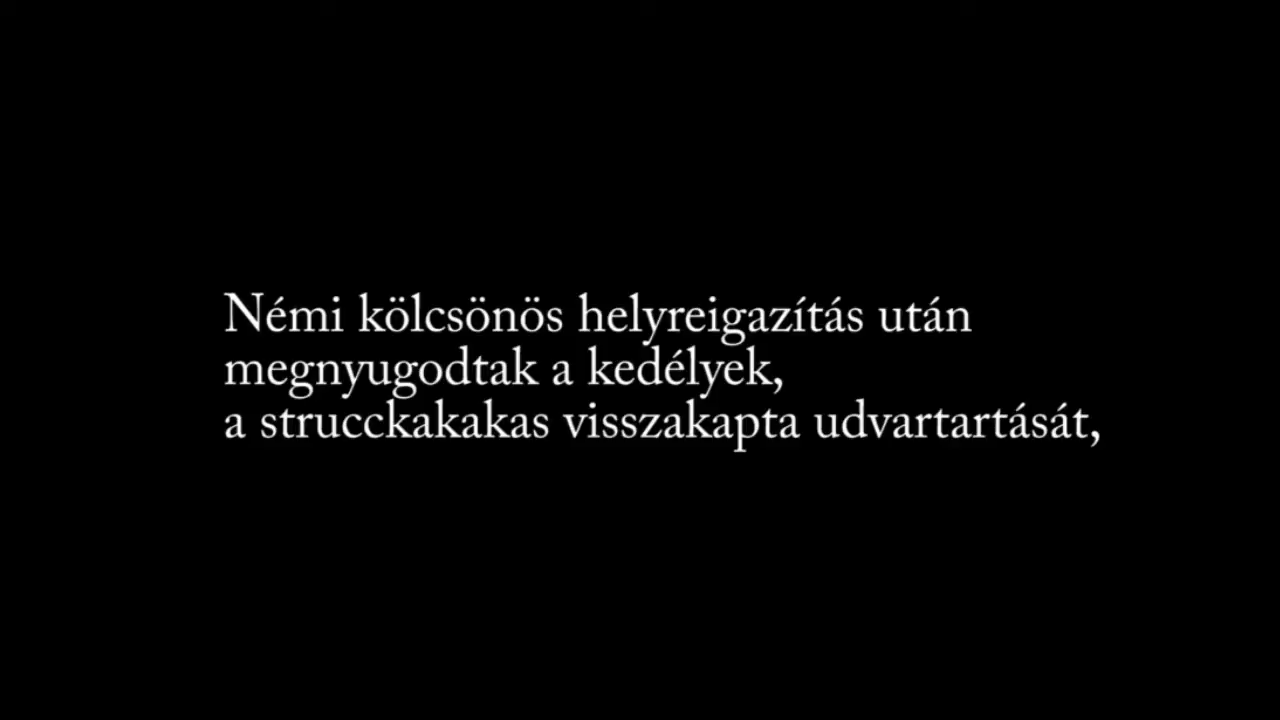 Némi kölcsönös helyreigazítás után
megnyugodtak a kedélyek,
a strucckakakas visszakapta udvartartását,